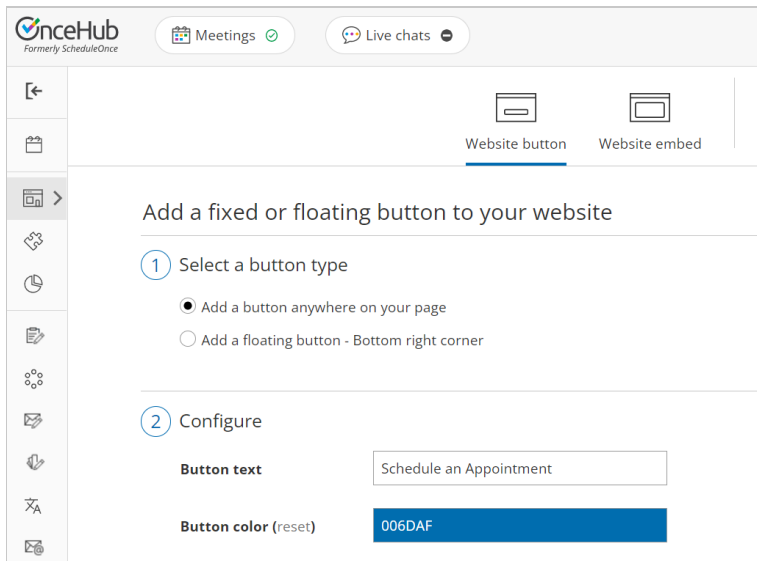 OnceHub
Formerly ScheduleOnce
Meetings
Live chats
Website button
Website embed
Add a fixed or floating button to your website
1 Select a button type
Add a button anywhere on your page
Add a floating button - Bottom right corner
2 Configure
Button text
Schedule an Appointment
Button color (reset)
006DAF